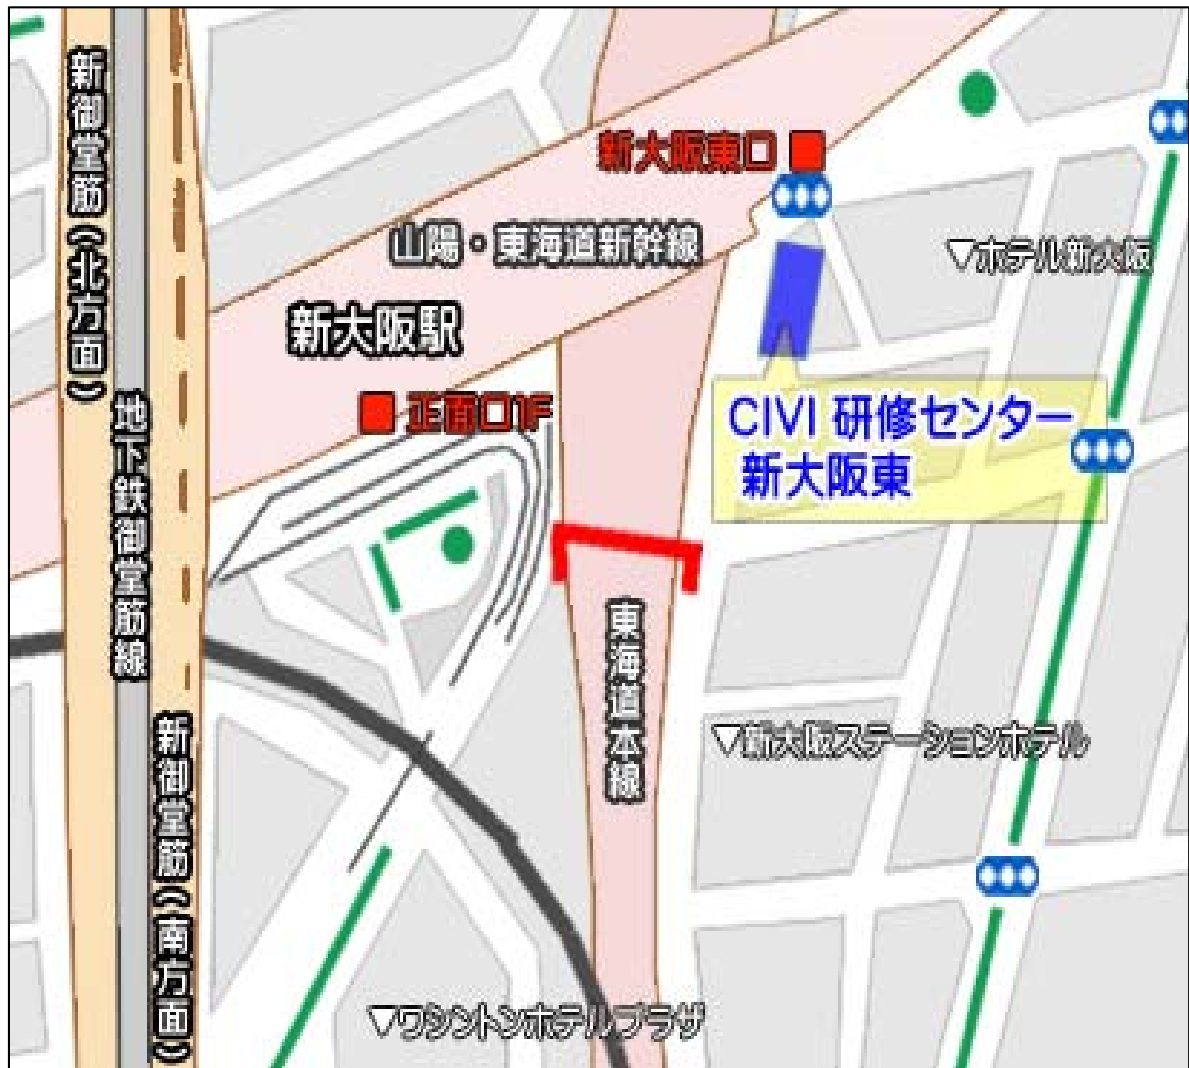 新御堂筋(北方面)
新大阪東口
山陽・東海道新幹線
▽ホテル新大阪
新大阪駅
正面口1F
地下鉄御堂筋線
CIVI 研修センター
新大阪東
東海道本線
新御堂筋(南方面)
▽新大阪ステーションホテル
▽ワシントンホテルプラザ